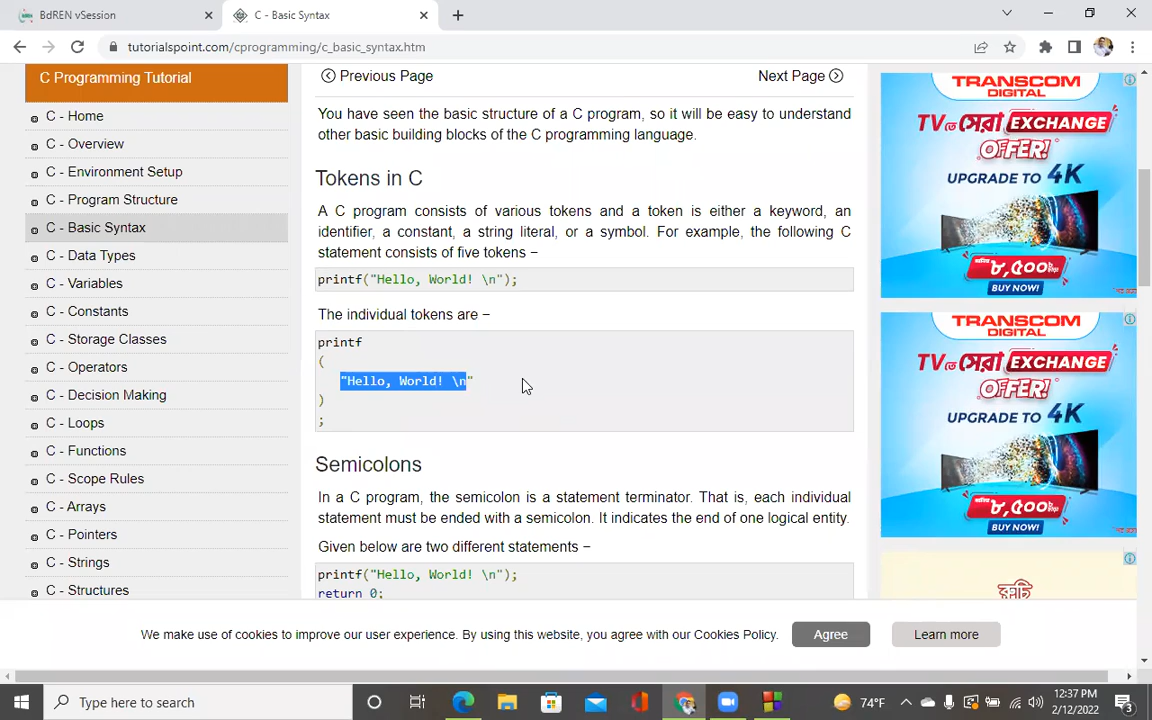 BdREN vSession
C - Basic Syntax
tutorialspoint.com/cprogramming/c_basic_syntax.htm
C Programming Tutorial
C - Home
C - Overview
C - Environment Setup
C - Program Structure
C - Basic Syntax
C - Data Types
C - Variables
C - Constants
C - Storage Classes
C - Operators
C - Decision Making
C - Loops
C - Functions
C - Scope Rules
C - Arrays
C - Pointers
C - Strings
C - Structures
Previous Page
Next Page
You have seen the basic structure of a C program, so it will be easy to understand
other basic building blocks of the C programming language.
Tokens in C
A C program consists of various tokens and a token is either a keyword, an
identifier, a constant, a string literal, or a symbol. For example, the following C
statement consists of five tokens −
printf("Hello, World! \n");
The individual tokens are −
printf
(
"Hello, World! \n"
)
;
Semicolons
In a C program, the semicolon is a statement terminator. That is, each individual
statement must be ended with a semicolon. It indicates the end of one logical entity.
Given below are two different statements −
printf("Hello, World! \n");
return 0;
TRANSCOM
DIGITAL
TVতে সেরা EXCHANGE
OFFER!
UPGRADE TO 4K
৮,৫০০
BUY NOW!
TRANSCOM
DIGITAL
TVতে সেরা EXCHANGE
OFFER!
UPGRADE TO 4K
৮,৫০০
BUY NOW!
রুচি
We make use of cookies to improve our user experience. By using this website, you agree with our Cookies Policy.
Agree
Learn more
Type here to search
74°F
12:37 PM
2/12/2022
3